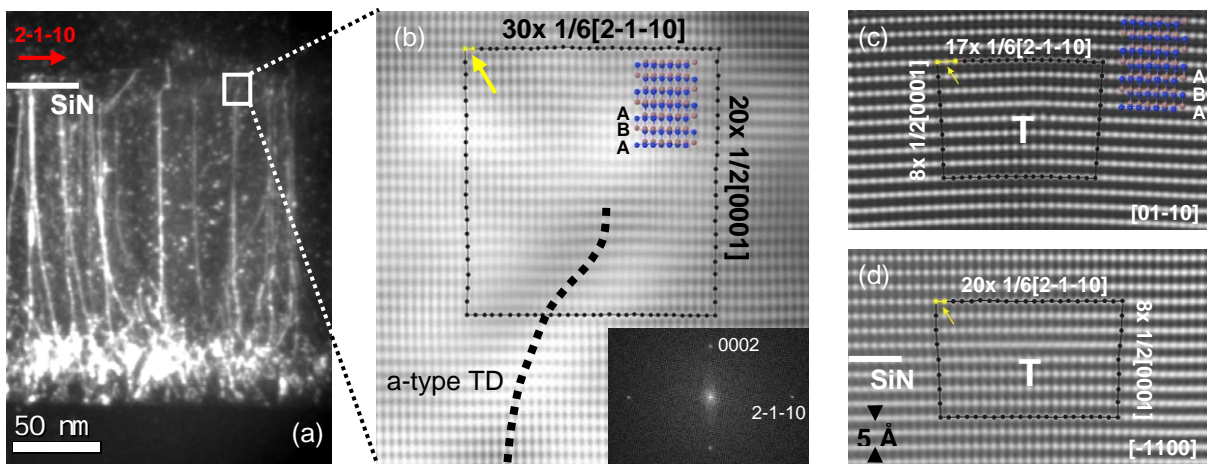 2-1-10
SiN
50 nm
(a)
(b)
30x 1/6[2-1-10]
20x 1/2[0001]
A
B
A
a-type TD
0002
2-1-10
(c)
17x 1/6[2-1-10]
8x 1/2[0001]
T
A
B
A
[01-10]
(d)
20x 1/6[2-1-10]
8x 1/2[0001]
SiN
T
5 Å
[-1100]